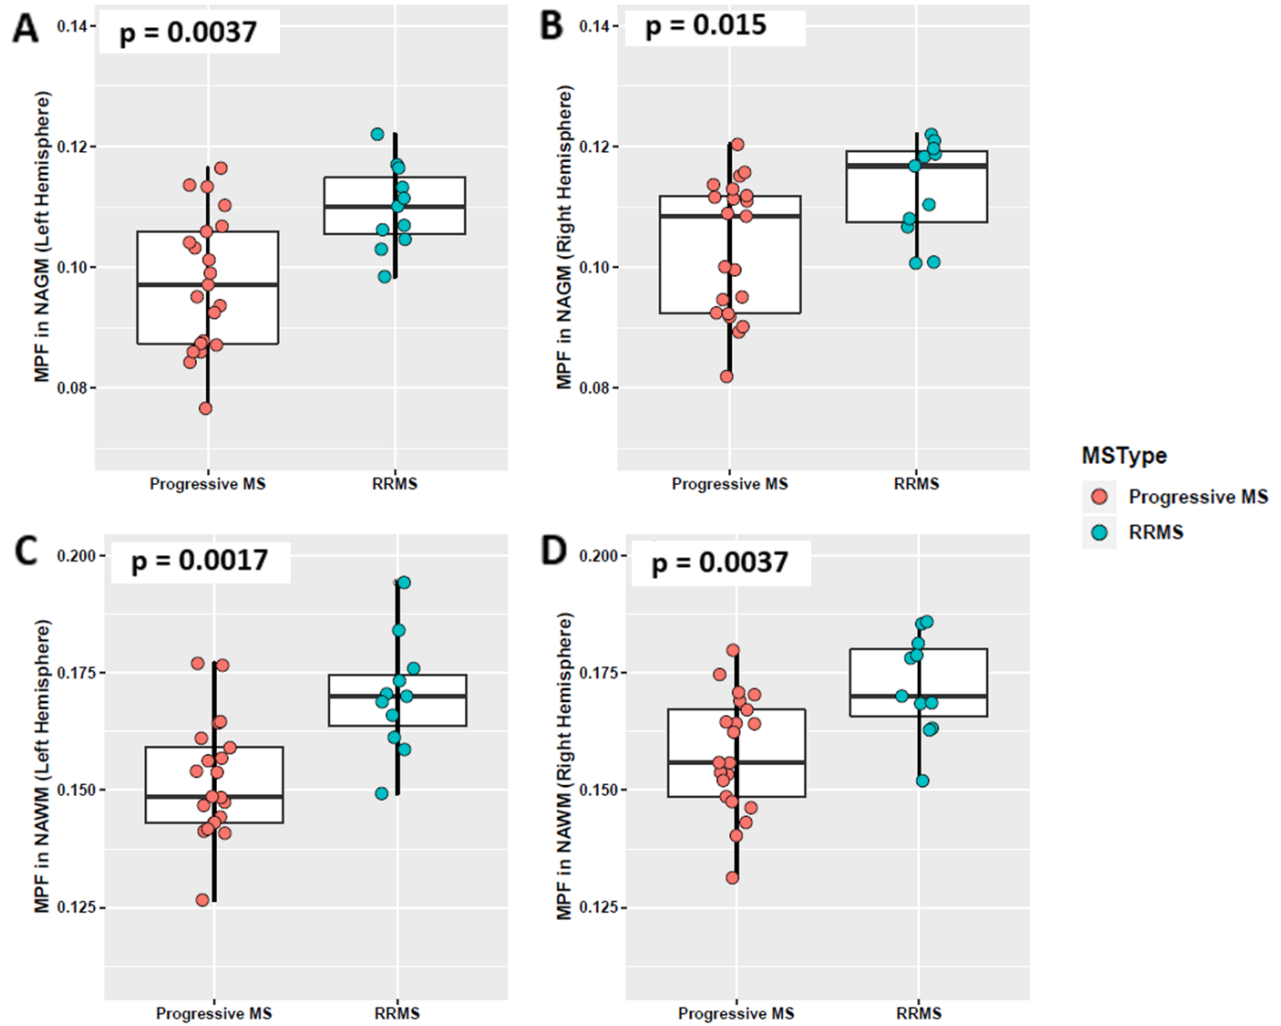 A
p = 0.0037
MPF in NAGM (Left Hemisphere)
0.14
0.12
0.10
0.08
Progressive MS
RRMS
B
p = 0.015
MPF in NAGM (Right Hemisphere)
0.14
0.12
0.10
0.08
Progressive MS
RRMS
MSType
Progressive MS
RRMS
C
p = 0.0017
MPF in NAWM (Left Hemisphere)
0.200
0.175
0.150
0.125
Progressive MS
RRMS
D
p = 0.0037
MPF in NAWM (Right Hemisphere)
0.200
0.175
0.150
0.125
Progressive MS
RRMS